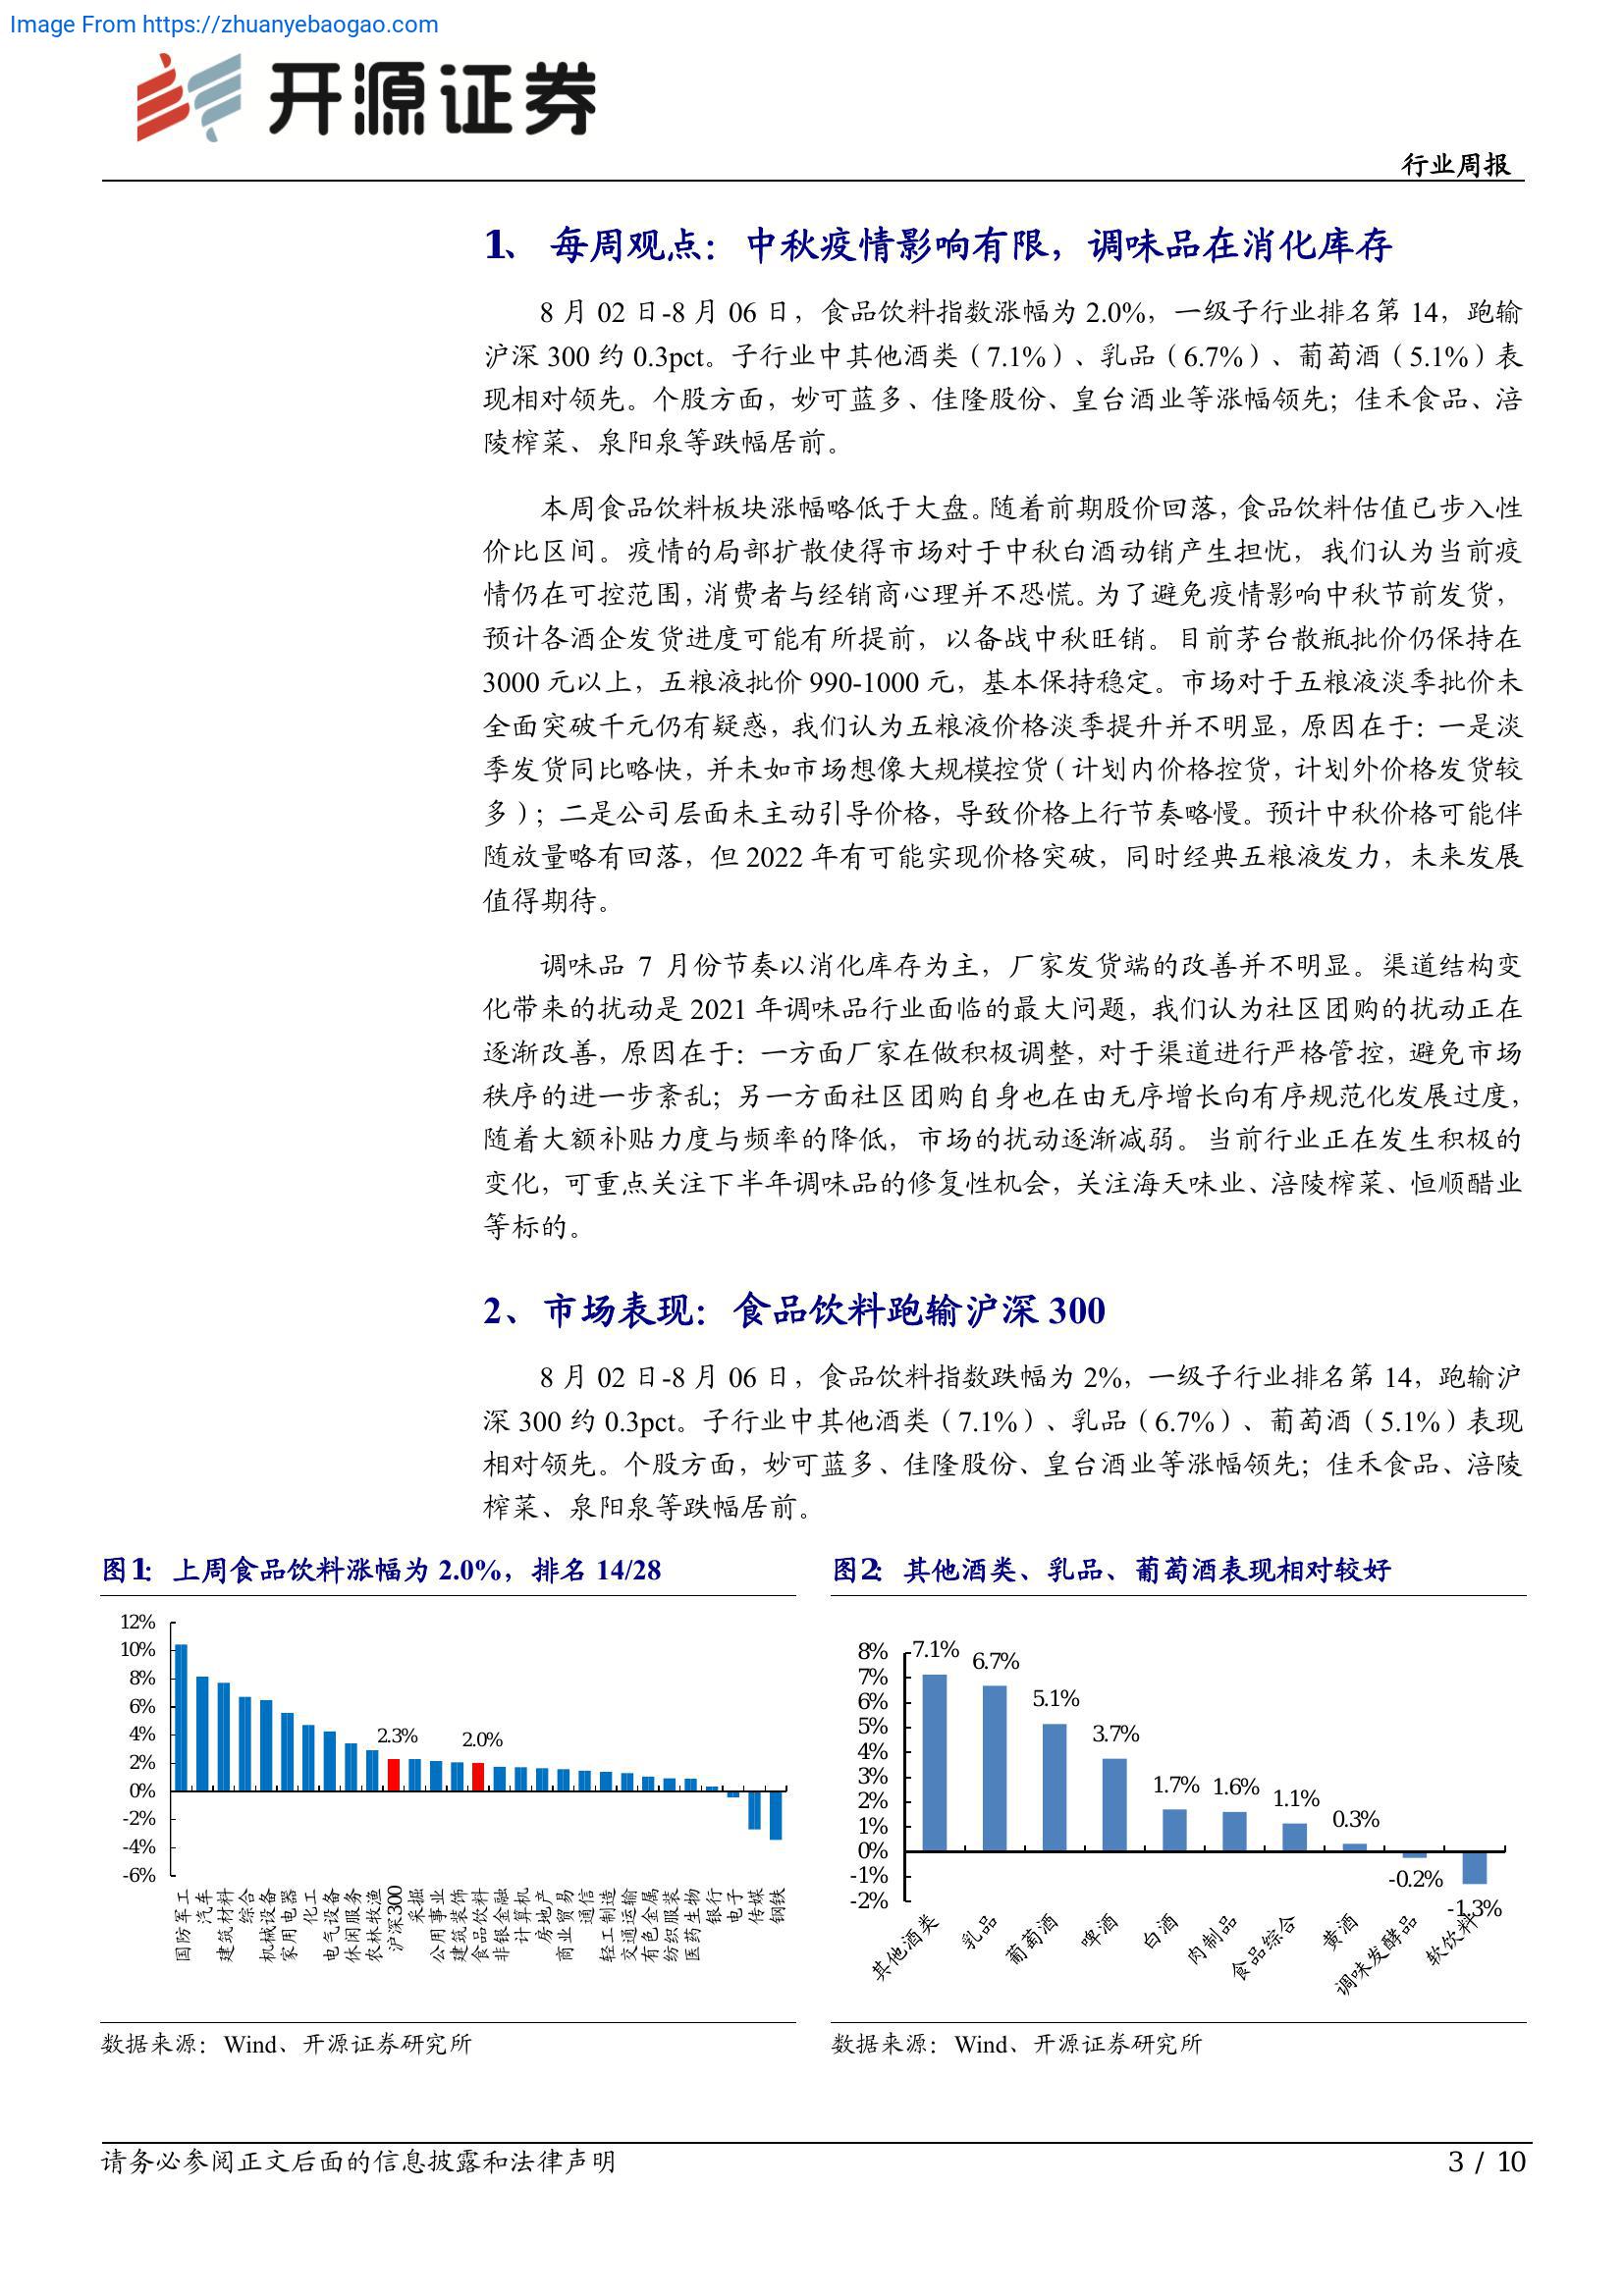 Image From https://zhuanyebaogao.com
开源证券
行业周报
1、 每周观点：中秋疫情影响有限，调味品在消化库存
8 月 02 日-8 月 06 日，食品饮料指数涨幅为 2.0%，一级子行业排名第 14，跑输
沪深 300 约 0.3pct。子行业中其他酒类（7.1%）、乳品（6.7%）、葡萄酒（5.1%）表
现相对领先。个股方面，妙可蓝多、佳隆股份、皇台酒业等涨幅领先；佳禾食品、涪
陵榨菜、泉阳泉等跌幅居前。
本周食品饮料板块涨幅略低于大盘。随着前期股价回落，食品饮料估值已步入性
价比区间。疫情的局部扩散使得市场对于中秋白酒动销产生担忧，我们认为当前疫
情仍在可控范围，消费者与经销商心理并不恐慌。为了避免疫情影响中秋节前发货，
预计各酒企发货进度可能有所提前，以备战中秋旺销。目前茅台散瓶批价仍保持在
3000 元以上，五粮液批价 990-1000 元，基本保持稳定。市场对于五粮液淡季批价未
全面突破千元仍有疑惑，我们认为五粮液价格淡季提升并不明显，原因在于：一是淡
季发货同比略快，并未如市场想像大规模控货（计划内价格控货，计划外价格发货较
多）；二是公司层面未主动引导价格，导致价格上行节奏略慢。预计中秋价格可能伴
随放量略有回落，但 2022 年有可能实现价格突破，同时经典五粮液发力，未来发展
值得期待。
调味品 7 月份节奏以消化库存为主，厂家发货端的改善并不明显。渠道结构变
化带来的扰动是 2021 年调味品行业面临的最大问题，我们认为社区团购的扰动正在
逐渐改善，原因在于：一方面厂家在做积极调整，对于渠道进行严格管控，避免市场
秩序的进一步紊乱；另一方面社区团购自身也在由无序增长向有序规范化发展过度，
随着大额补贴力度与频率的降低，市场的扰动逐渐减弱。当前行业正在发生积极的
变化，可重点关注下半年调味品的修复性机会，关注海天味业、涪陵榨菜、恒顺醋业
等标的。
2、市场表现：食品饮料跑输沪深 300
8 月 02 日-8 月 06 日，食品饮料指数跌幅为 2%，一级子行业排名第 14，跑输沪
深 300 约 0.3pct。子行业中其他酒类（7.1%）、乳品（6.7%）、葡萄酒（5.1%）表现
相对领先。个股方面，妙可蓝多、佳隆股份、皇台酒业等涨幅领先；佳禾食品、涪陵
榨菜、泉阳泉等跌幅居前。
图1：上周食品饮料涨幅为 2.0%，排名 14/28
12%
10%
8%
6%
4%
2%
0%
-2%
-4%
-6%
2.3%
2.0%
国防军工
汽车
建筑材料
综合
机械设备
家用电器
化工
电气设备
休闲服务
农林牧渔
沪深300
采掘
公用事业
建筑装饰
食品饮料
非银金融
计算机
房地产
商业贸易
通信
轻工制造
交通运输
有色金属
纺织服装
医药生物
银行
电子
传媒
钢铁
数据来源：Wind、开源证券研究所
图2：其他酒类、乳品、葡萄酒表现相对较好
8%
7%
6%
5%
4%
3%
2%
1%
0%
-1%
-2%
7.1%
6.7%
5.1%
3.7%
1.7%
1.6%
1.1%
0.3%
-0.2%
-1.3%
其他酒类
乳品
葡萄酒
啤酒
白酒
肉制品
食品综合
黄酒
调味发酵品
软饮料
数据来源：Wind、开源证券研究所
请务必参阅正文后面的信息披露和法律声明
3 / 10